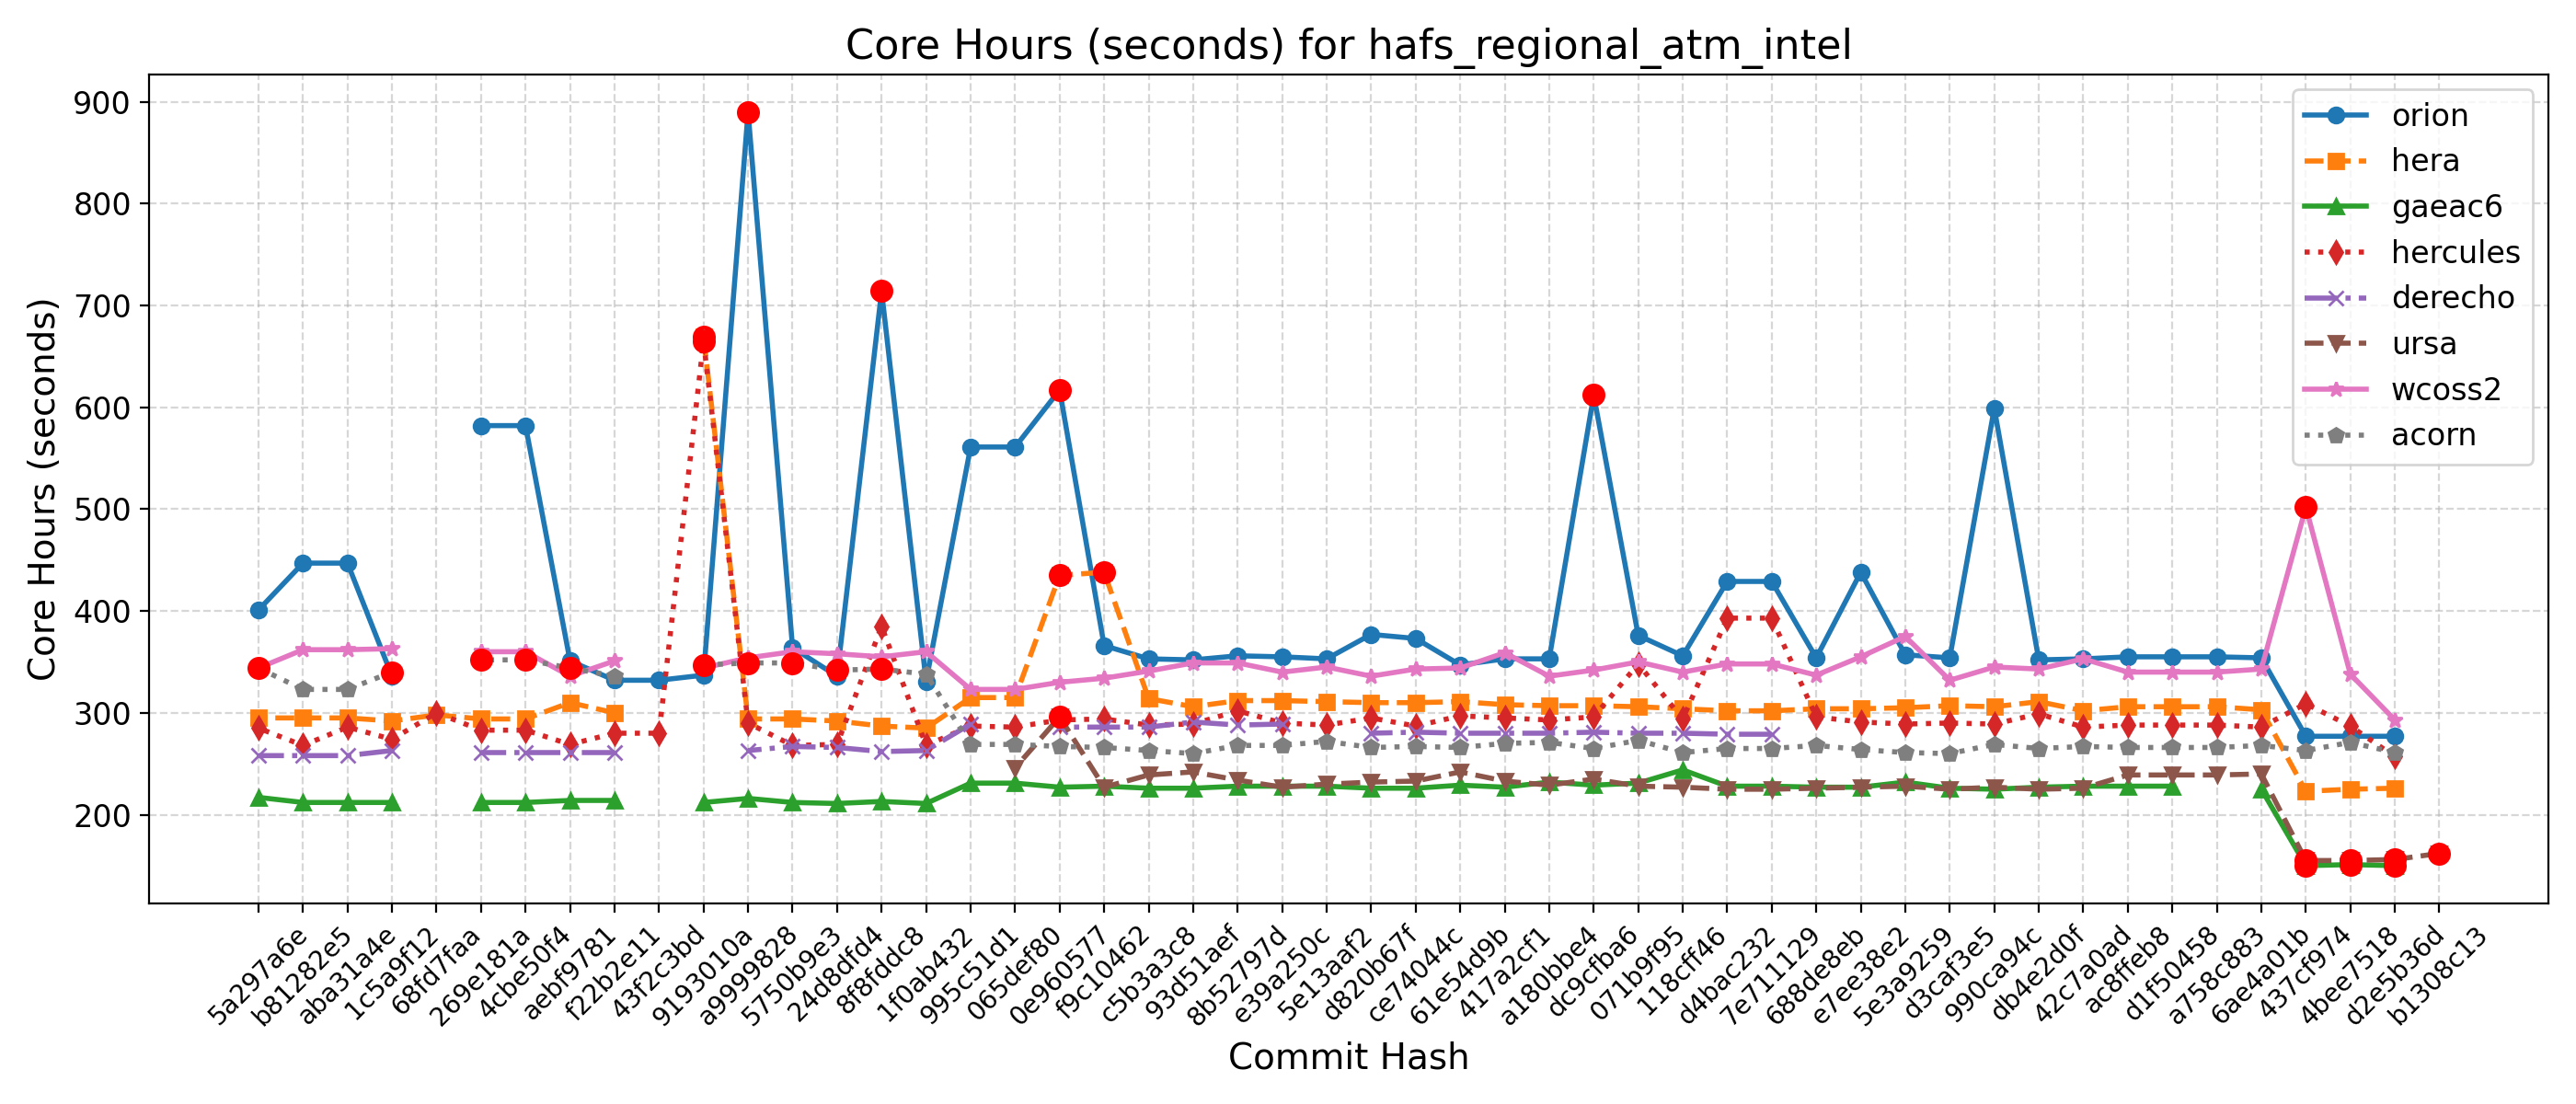 Core Hours (seconds) for hafs_regional_atm_intel
Core Hours (seconds)
900
800
700
600
500
400
300
200
orion
hera
gaeac6
hercules
derecho
ursa
wcoss2
acorn
5a297a6e
b81282e5
aba31a4e
1c5a9f12
68fd7faa
269e181a
4cbe50f4
aebf9781
f22b2e11
43f2c3bd
9193010a
a9999828
5750b9e3
24d8dfd4
8f8fddc8
1f0ab432
995c51d1
065def80
0e960577
f9c10462
c5b3a3c8
93d51aef
8b52797d
e39a250c
5e13aaf2
d820b67f
ce74044c
61e54d9b
417a2cf1
a180bbe4
dc9cfba6
071b9f95
118cff46
d4bac232
7e711129
688de8eb
e7ee38e2
5e3a9259
d3caf3e5
990ca94c
db4e2d0f
42c7a0ad
ac8ffeb8
d1f50458
a758c883
6ae4a01b
437cf974
4bee7518
d2e5b36d
b1308c13
Commit Hash